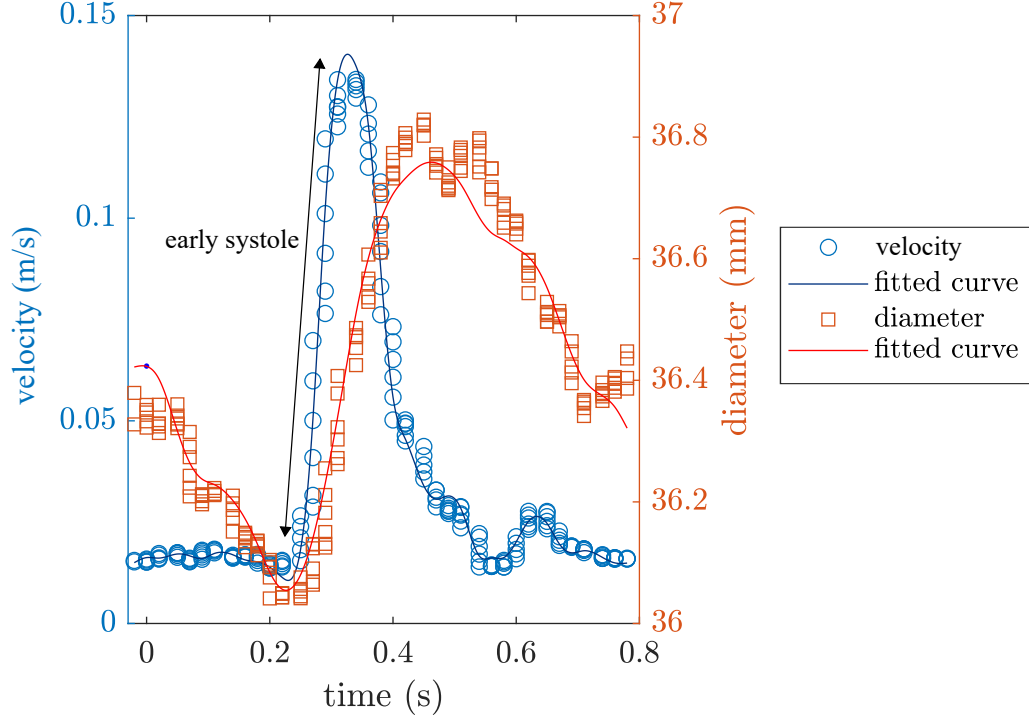 0.15
0.1
0.05
0
velocity (m/s)
early systole
37
36.8
36.6
36.4
36.2
36
diameter (mm)
0
0.2
0.4
0.6
0.8
time (s)
velocity
fitted curve
diameter
fitted curve